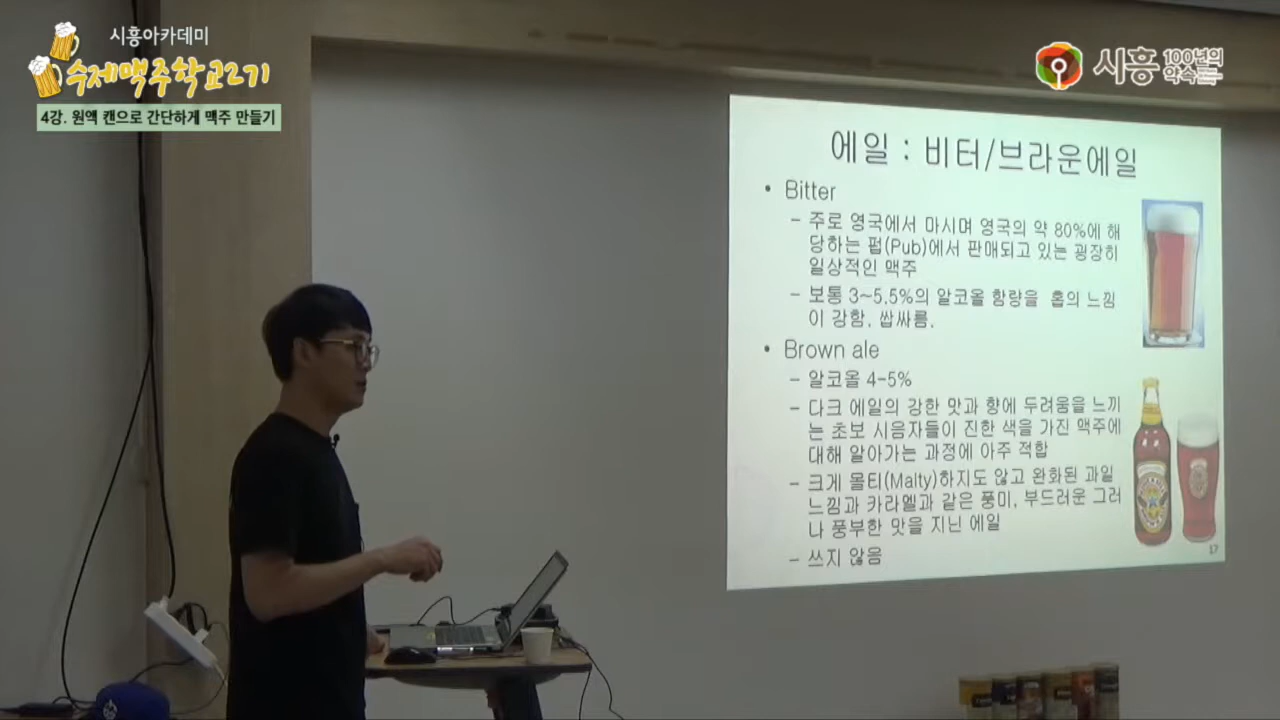 시흥아카데미
수제맥주학교2기
4강. 원액 캔으로 간단하게 맥주 만들기
시흥 100년의
약속
에일 : 비터/브라운에일
• Bitter
– 주로 영국에서 마시며 영국의 약 80%에 해
당하는 펍(Pub)에서 판매되고 있는 굉장히
일상적인 맥주
– 보통 3~5.5%의 알코올 함량을 홉의 느낌
이 강함. 쌉싸름.
• Brown ale
– 알코올 4-5%
– 다크 에일의 강한 맛과 향에 두려움을 느끼
는 초보 시음자들이 진한 색을 가진 맥주에
대해 알아가는 과정에 아주 적합
– 크게 몰티(Malty)하지도 않고 완화된 과일
느낌과 카라멜과 같은 풍미, 부드러운 그러
나 풍부한 맛을 지닌 에일
– 쓰지 않음
17